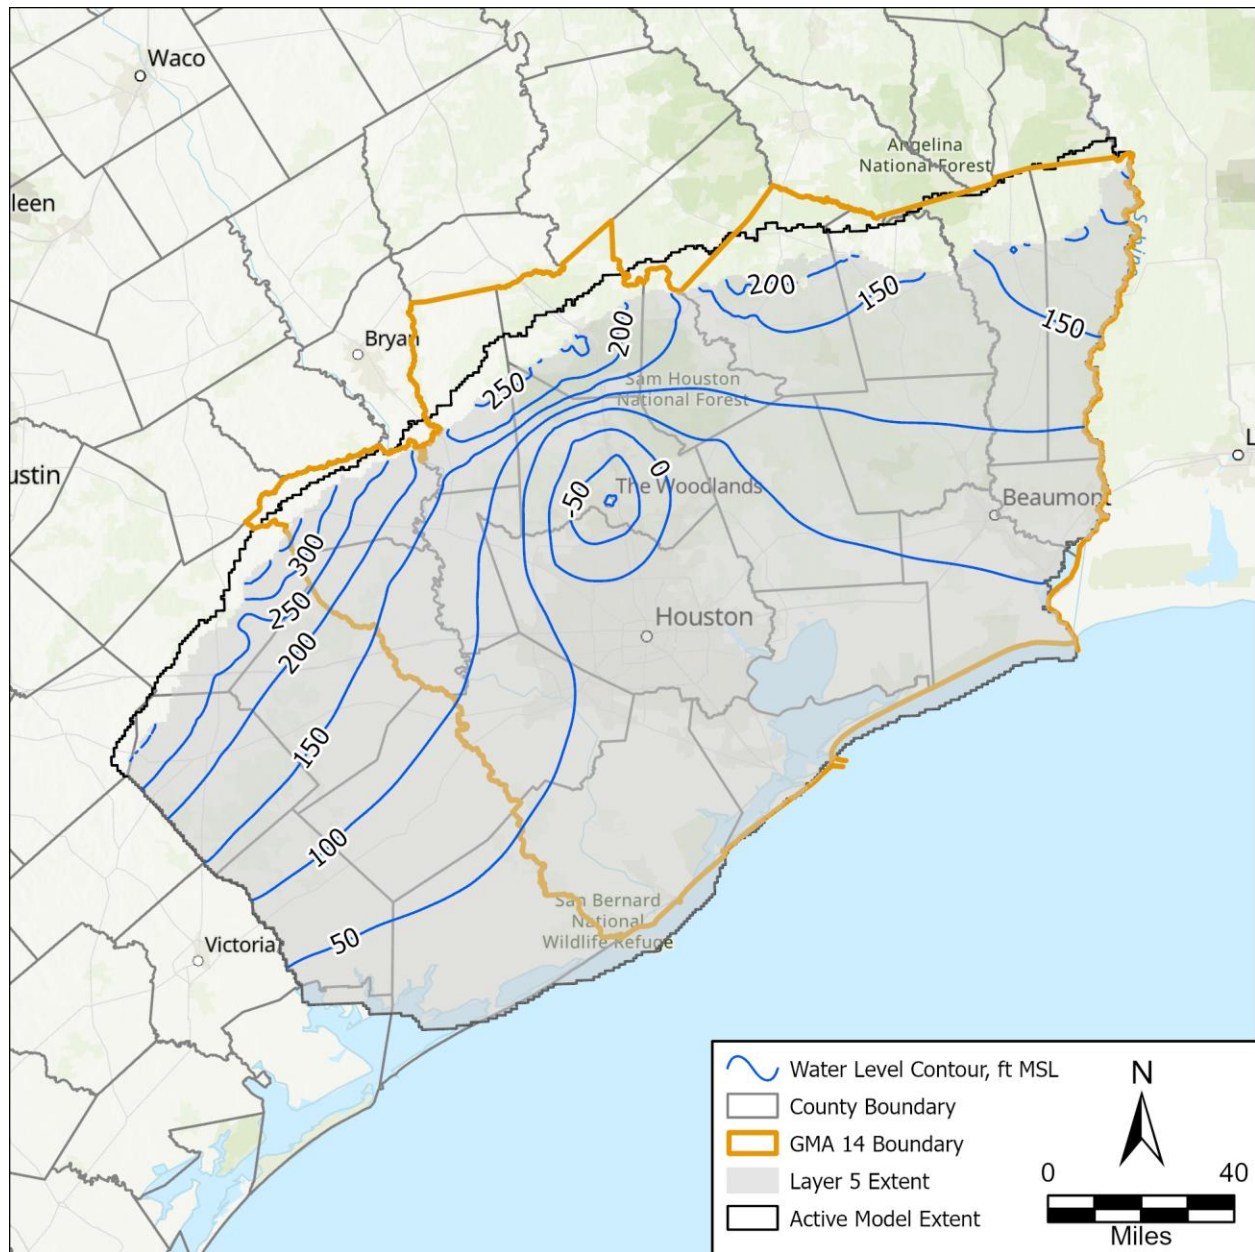 Waco
Angelina
National Forest
leen
Sabine
200
150
Bryan
200
150
250
Sam Houston
National Forest
ustin
0
-50
The Woodlands
L
Beaumon
300
250
Houston
200
150
100
San Bernard
National
Wildlife Refuge
50
Victoria
Water Level Contour, ft MSL
County Boundary
GMA 14 Boundary
Layer 5 Extent
Active Model Extent
N
0
40
Miles